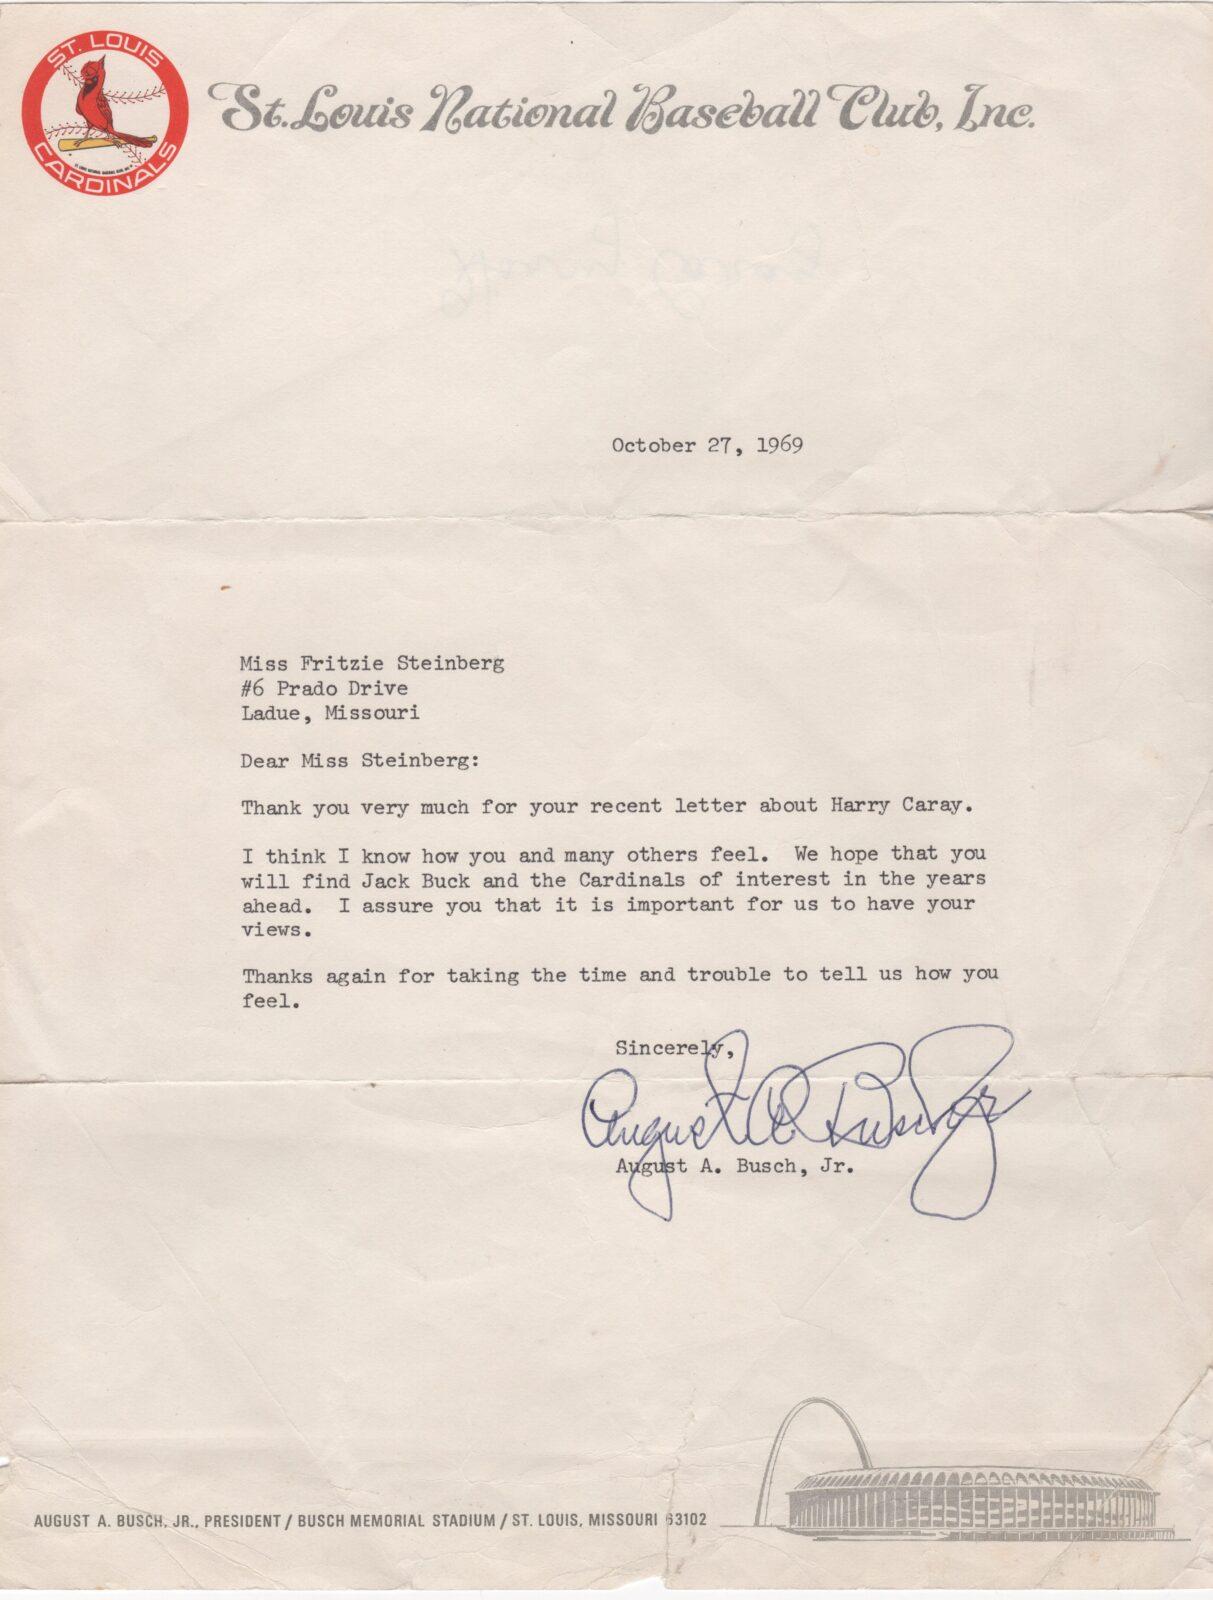 ST. LOUIS
CARDINALS
St. Louis National Baseball Club, Inc.
October 27, 1969
Miss Fritzie Steinberg
#6 Prado Drive
Ladue, Missouri
Dear Miss Steinberg:
Thank you very much for your recent letter about Harry Caray.
I think I know how you and many others feel. We hope that you
will find Jack Buck and the Cardinals of interest in the years
ahead. I assure you that it is important for us to have your
views.
Thanks again for taking the time and trouble to tell us how you
feel.
Sincerely,
August A. Busch Jr
August A. Busch, Jr.
AUGUST A. BUSCH, JR., PRESIDENT / BUSCH MEMORIAL STADIUM / ST. LOUIS, MISSOURI 63102